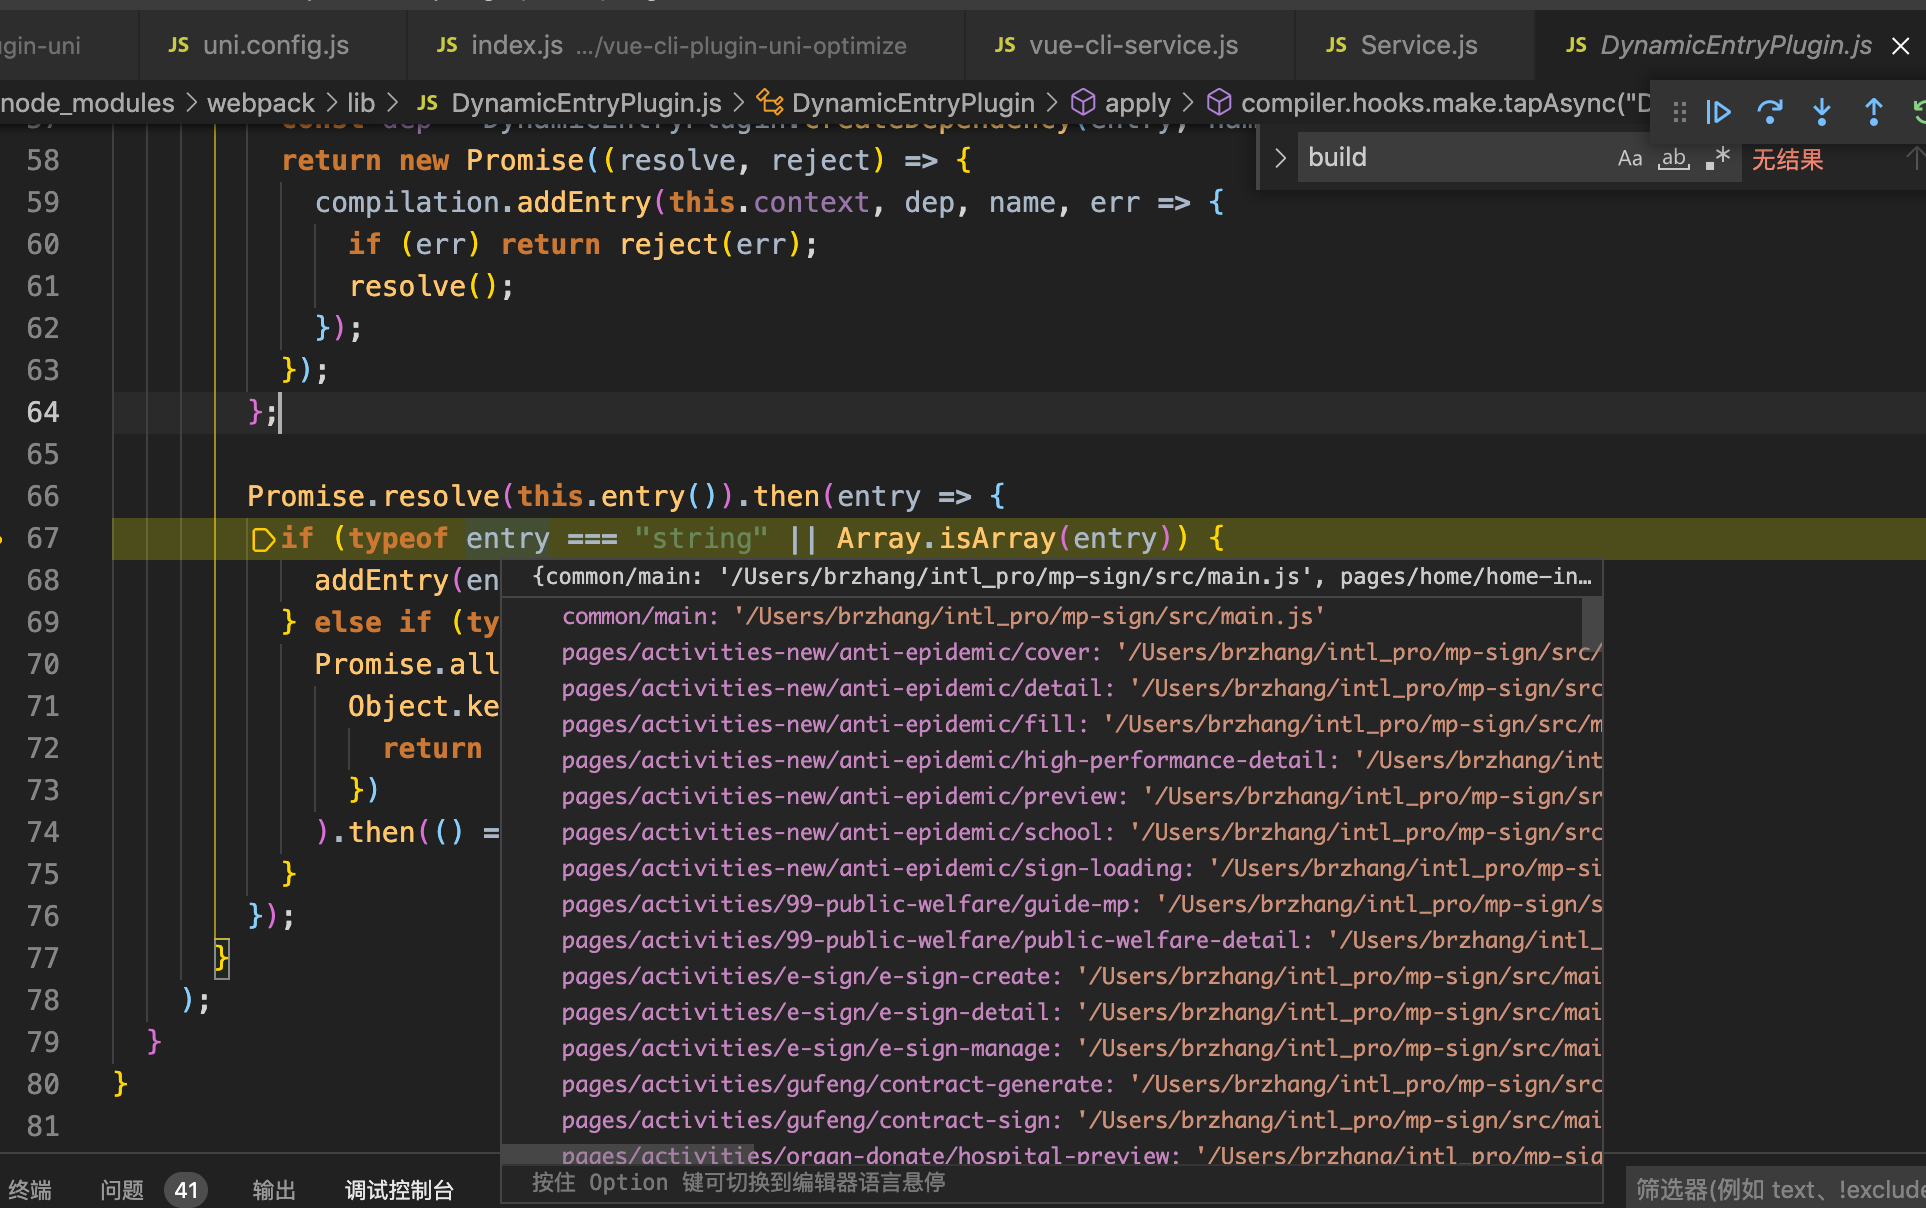 gin-uni
JS uni.config.js
JS index.js .../vue-cli-plugin-uni-optimize
JS vue-cli-service.js
JS Service.js
JS DynamicEntryPlugin.js
node_modules > webpack > lib > JS DynamicEntryPlugin.js > DynamicEntryPlugin > apply > compiler.hooks.make.tapAsync("D
build
Aa ab .*
无结果
58 return new Promise((resolve, reject) => {
59 compilation.addEntry(this.context, dep, name, err => {
60 if (err) return reject(err);
61 resolve();
62 });
63 });
64 };
65
66 Promise.resolve(this.entry()).then(entry => {
67 if (typeof entry === "string" || Array.isArray(entry)) {
68 addEntry(en
69 } else if (ty
70 Promise.all
71 Object.ke
72 return
73 })
74 ).then(() =
75 }
76 });
77 }
78 );
79 }
80 }
81
{common/main: '/Users/brzhang/intl_pro/mp-sign/src/main.js', pages/home/home-in…
common/main: '/Users/brzhang/intl_pro/mp-sign/src/main.js'
pages/activities-new/anti-epidemic/cover: '/Users/brzhang/intl_pro/mp-sign/src/
pages/activities-new/anti-epidemic/detail: '/Users/brzhang/intl_pro/mp-sign/src
pages/activities-new/anti-epidemic/fill: '/Users/brzhang/intl_pro/mp-sign/src/m
pages/activities-new/anti-epidemic/high-performance-detail: '/Users/brzhang/int
pages/activities-new/anti-epidemic/preview: '/Users/brzhang/intl_pro/mp-sign/sr
pages/activities-new/anti-epidemic/school: '/Users/brzhang/intl_pro/mp-sign/src
pages/activities-new/anti-epidemic/sign-loading: '/Users/brzhang/intl_pro/mp-si
pages/activities/99-public-welfare/guide-mp: '/Users/brzhang/intl_pro/mp-sign/s
pages/activities/99-public-welfare/public-welfare-detail: '/Users/brzhang/intl_
pages/activities/e-sign/e-sign-create: '/Users/brzhang/intl_pro/mp-sign/src/mai
pages/activities/e-sign/e-sign-detail: '/Users/brzhang/intl_pro/mp-sign/src/mai
pages/activities/e-sign/e-sign-manage: '/Users/brzhang/intl_pro/mp-sign/src/mai
pages/activities/gufeng/contract-generate: '/Users/brzhang/intl_pro/mp-sign/src
pages/activities/gufeng/contract-sign: '/Users/brzhang/intl_pro/mp-sign/src/mai
pages/activities/organ-donate/hospital-preview: '/Users/brzhang/intl_pro/mp-sig
按住 Option 键可切换到编辑器语言悬停
终端 问题 41 输出 调试控制台
筛选器(例如 text、!exclude